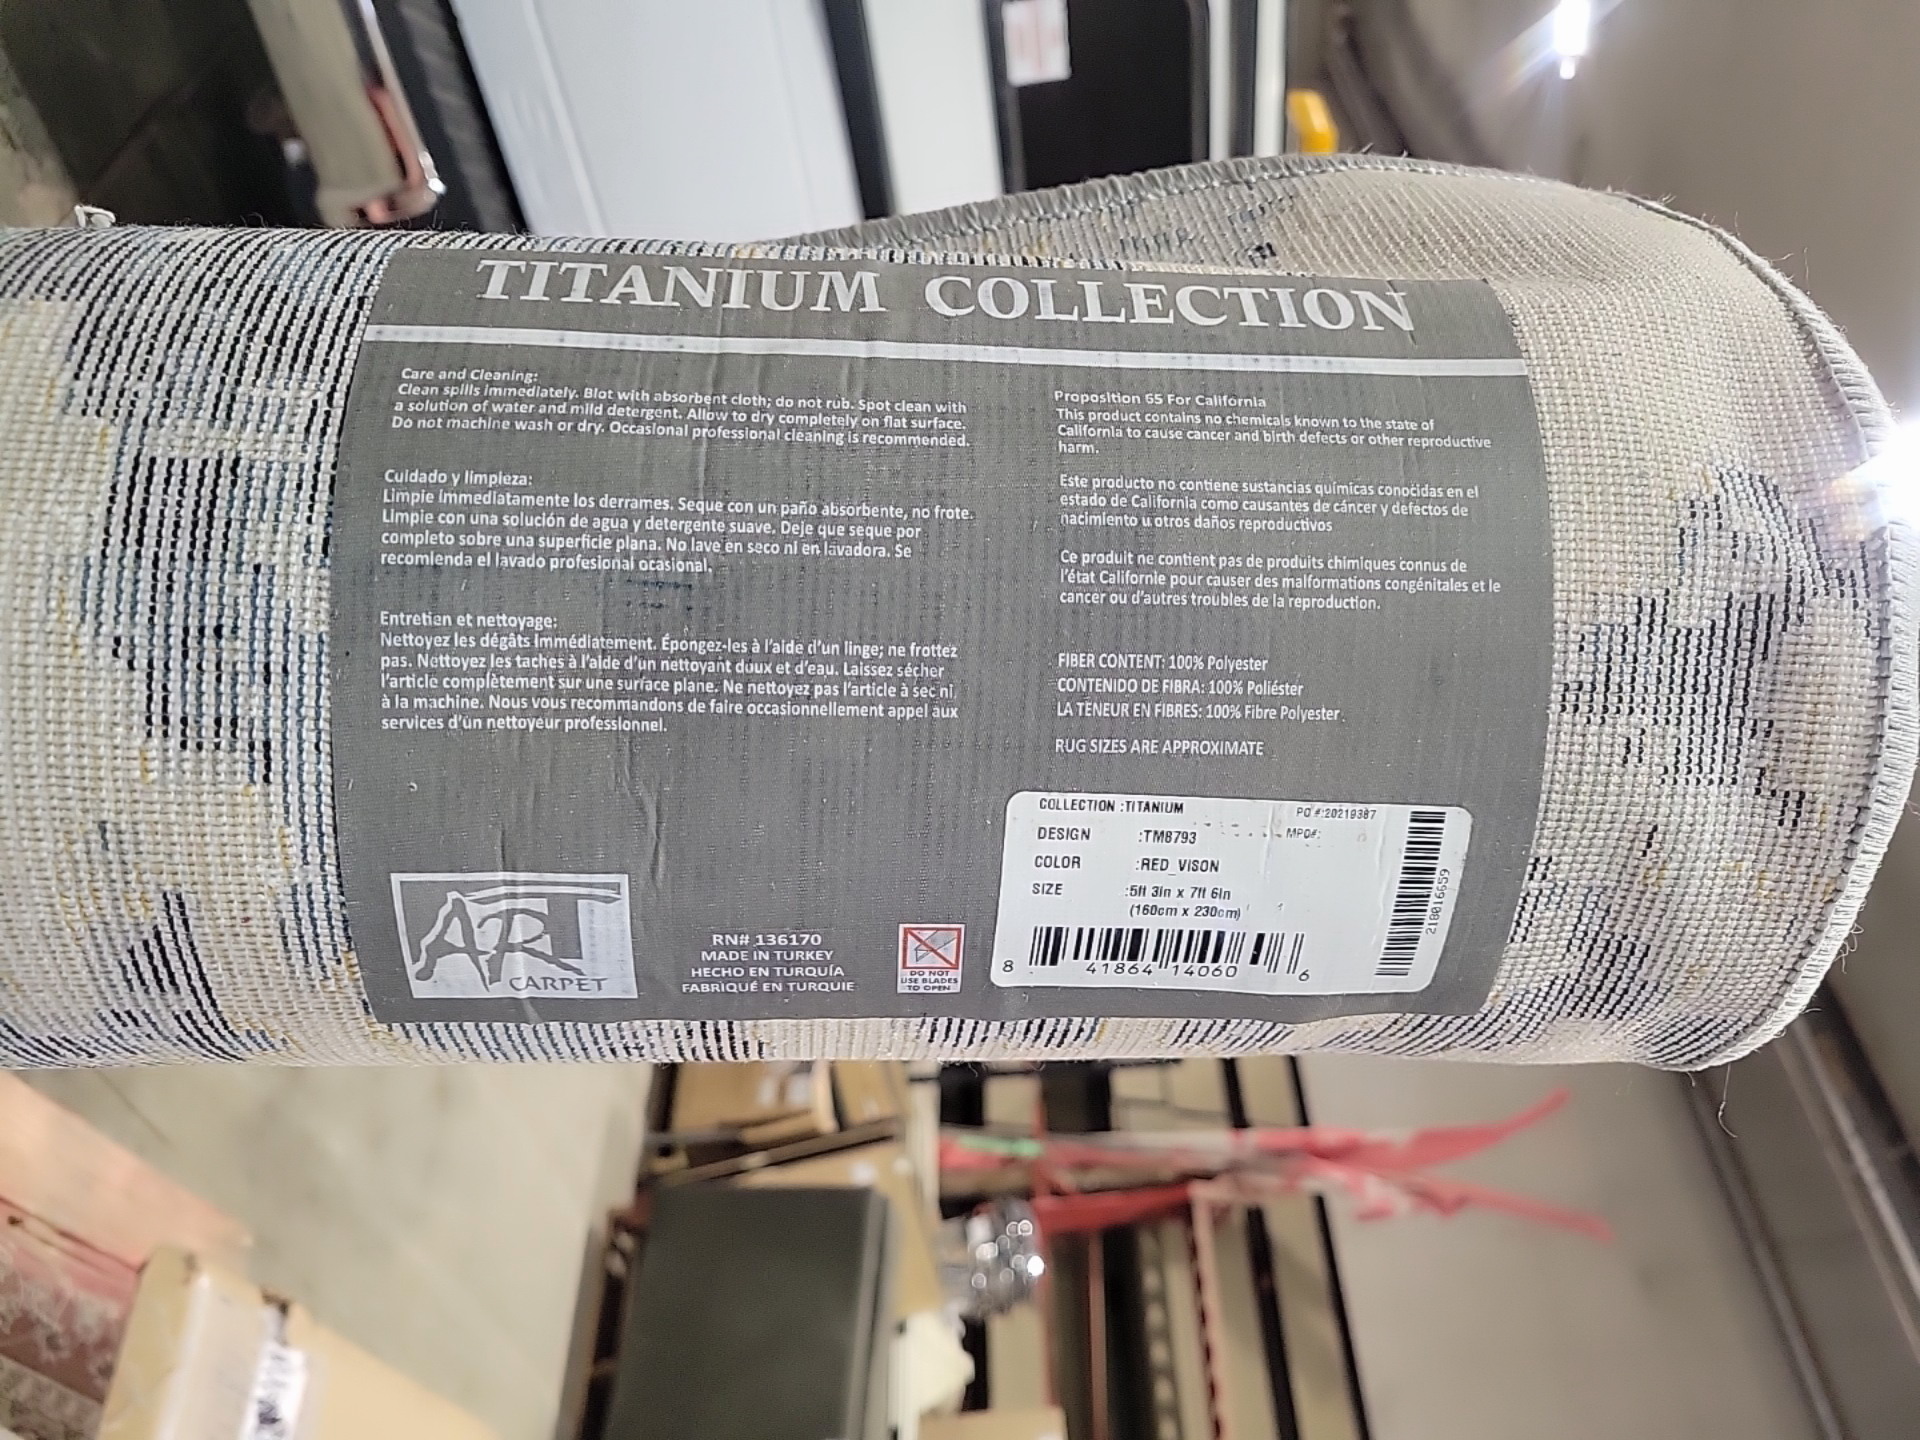 TITANIUM COLLECTION
Care and Cleaning:
Clean spills immediately. Blot with absorbent cloth; do not rub. Spot clean with
a solution of water and mild detergent. Allow to dry completely on flat surface.
Do not machine wash or dry. Occasional professional cleaning is recommended.
Cuidado y limpieza:
Limpie immediatamente los derrames. Seque con un paño absorbente, no frote.
Limpie con una solución de agua y detergente suave. Deje que seque por
completo sobre una superficie plana. No lave en seco ni en lavadora. Se
recomienda el lavado profesional ocasional.
Entretien et nettoyage:
Nettoyez les dégâts immédiatement. Épongez-les à l'aide d'un linge; ne frottez
pas. Nettoyez les taches à l'aide d'un nettoyant doux et d'eau. Laissez sécher
l'article complètement sur une surface plane. Ne nettoyez pas l'article à sec ni
à la machine. Nous vous recommandons de faire occasionnellement appel aux
services d'un nettoyeur professionnel.
Proposition 65 For California
This product contains no chemicals known to the state of
California to cause cancer and birth defects or other reproductive
harm.
Este producto no contiene sustancias químicas conocidas en el
estado de California como causantes de cáncer y defectos de
nacimiento u otros daños reproductivos
Ce produit ne contient pas de produits chimiques connus de
l'état Californie pour causer des malformations congénitales et le
cancer ou d'autres troubles de la reproduction.
FIBER CONTENT: 100% Polyester
CONTENIDO DE FIBRA: 100% Poliéster
LA TENEUR EN FIBRES: 100% Fibre Polyester
RUG SIZES ARE APPROXIMATE
COLLECTION :TITANIUM PO #:20219387
DESIGN :TM8793 MPO#:
COLOR :RED_VISON
SIZE :5ft 3in x 7ft 6in
(160cm x 230cm)
8 41864 14060 6
218016659
ART
CARPET
RN# 136170
MADE IN TURKEY
HECHO EN TURQUÍA
FABRIQUÉ EN TURQUIE
DO NOT
USE BLADES
TO OPEN